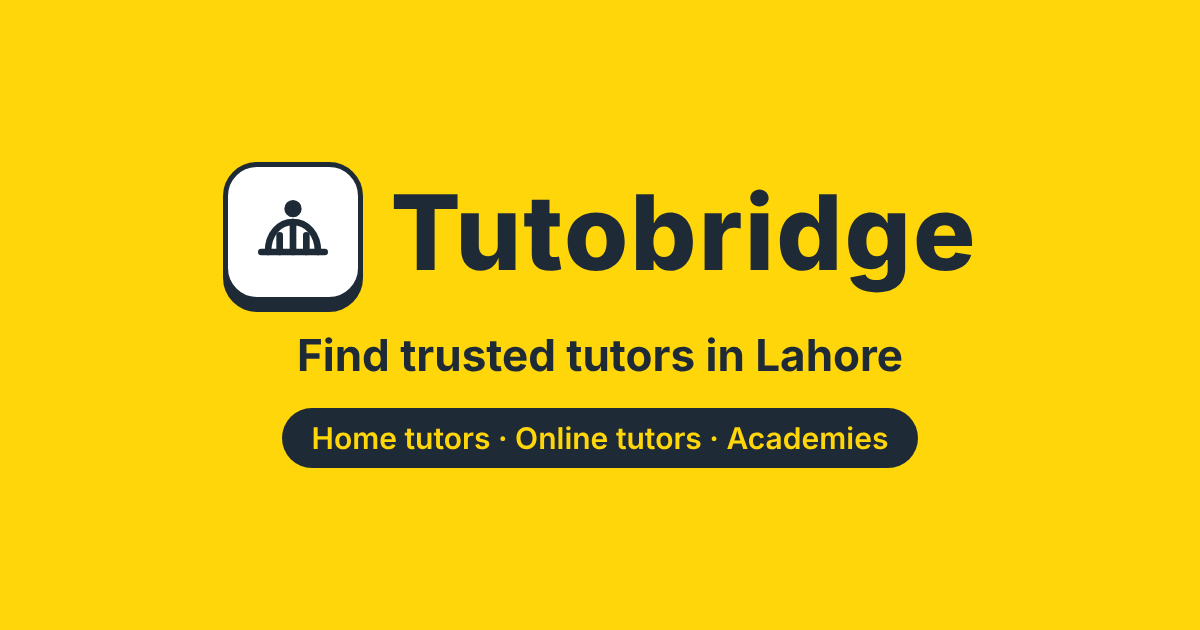 Tutobridge
Find trusted tutors in Lahore
Home tutors · Online tutors · Academies